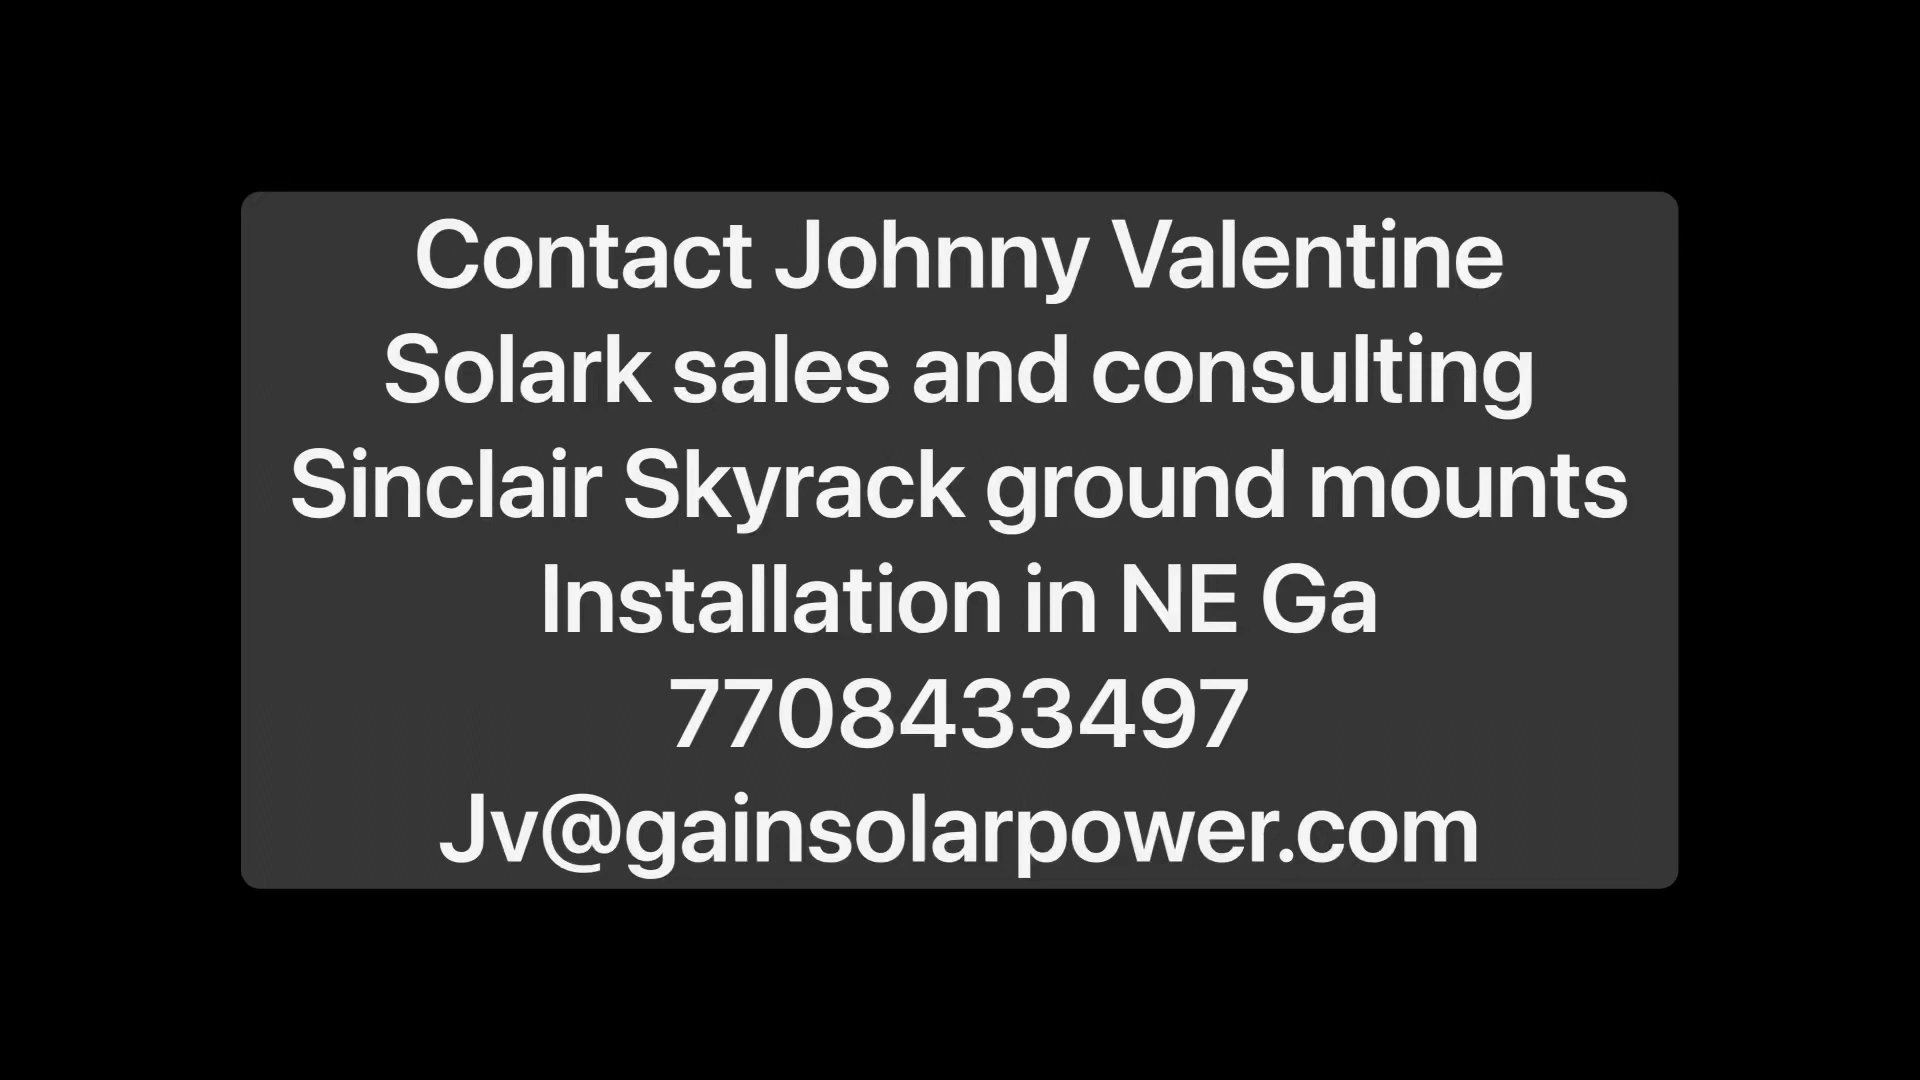 Contact Johnny Valentine
Solark sales and consulting
Sinclair Skyrack ground mounts
Installation in NE Ga
7708433497
Jv@gainsolarpower.com